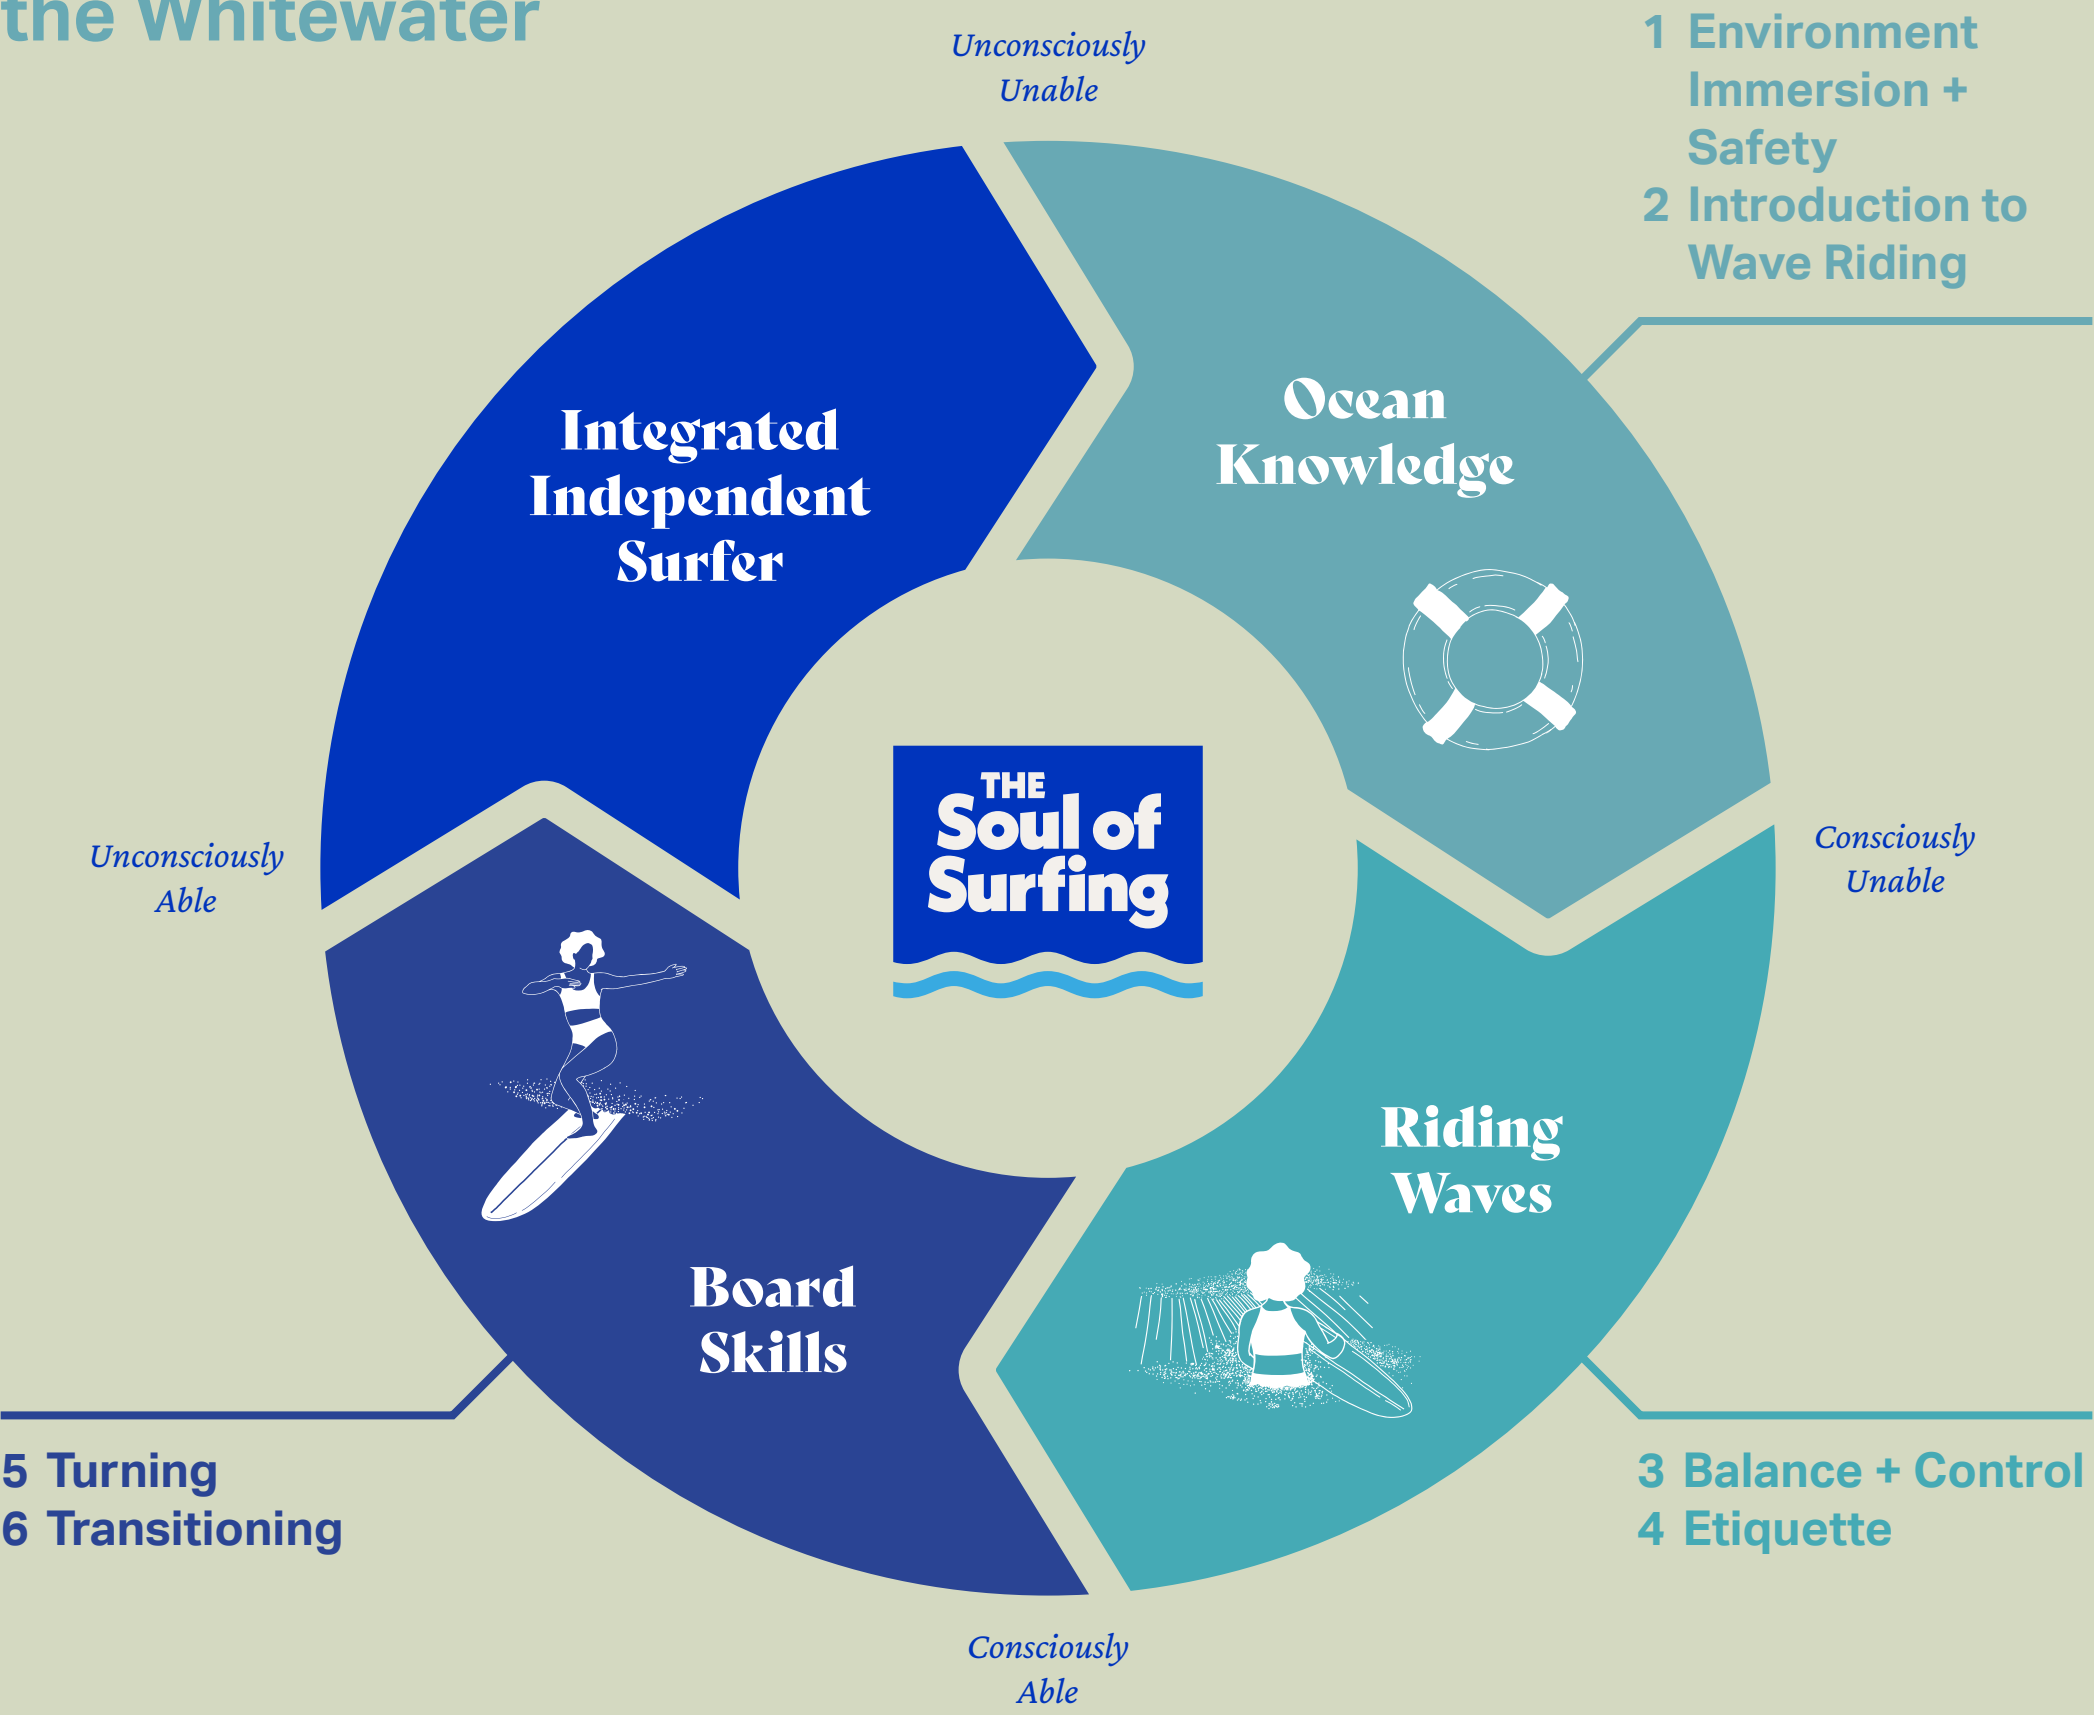 the Whitewater
Unconsciously
Unable
1 Environment
Immersion +
Safety
2 Introduction to
Wave Riding
Integrated
Independent
Surfer
Ocean
Knowledge
THE
Soul of
Surfing
Unconsciously
Able
Consciously
Unable
Riding
Waves
Board
Skills
5 Turning
6 Transitioning
3 Balance + Control
4 Etiquette
Consciously
Able